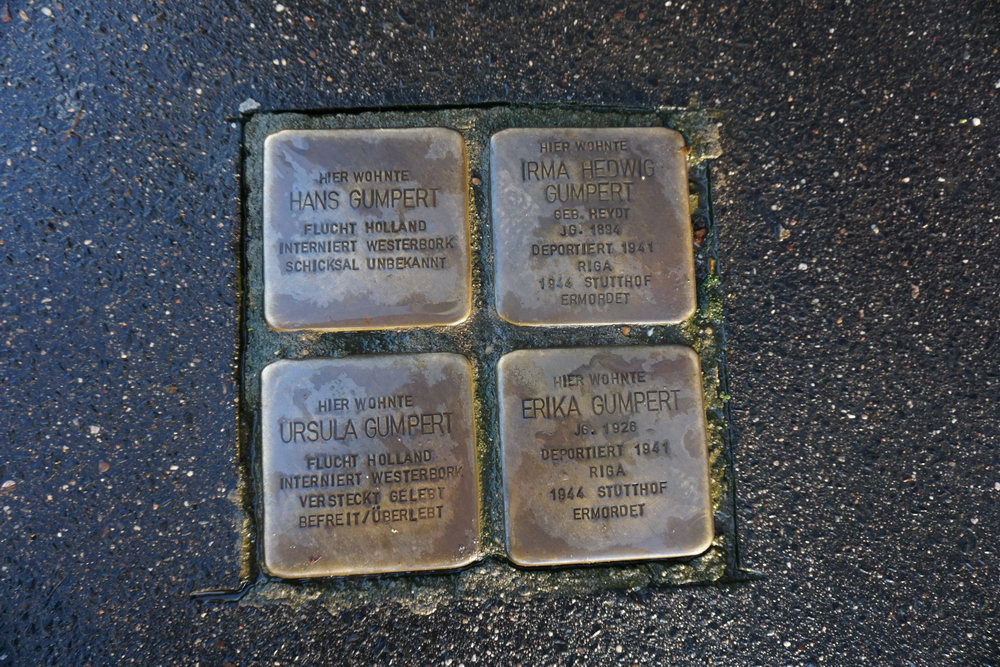 HIER WOHNTE
HANS GUMPERT
FLUCHT HOLLAND
INTERNIERT WESTERBORK
SCHICKSAL UNBEKANNT
HIER WOHNTE
IRMA HEDWIG
GUMPERT
GEB. HEYDT
JG. 1894
DEPORTIERT 1941
RIGA
1944 STUTTHOF
ERMORDET
HIER WOHNTE
URSULA GUMPERT
FLUCHT HOLLAND
INTERNIERT WESTERBORK
VERSTECKT GELEBT
BEFREIT/ÜBERLEBT
HIER WOHNTE
ERIKA GUMPERT
JG. 1926
DEPORTIERT 1941
RIGA
1944 STUTTHOF
ERMORDET